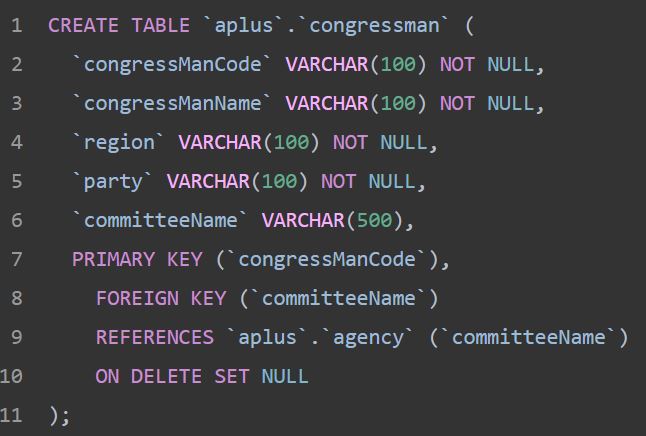 1 CREATE TABLE `aplus`.`congressman` (
2 `congressManCode` VARCHAR(100) NOT NULL,
3 `congressManName` VARCHAR(100) NOT NULL,
4 `region` VARCHAR(100) NOT NULL,
5 `party` VARCHAR(100) NOT NULL,
6 `committeeName` VARCHAR(500),
7 PRIMARY KEY (`congressManCode`),
8 FOREIGN KEY (`committeeName`)
9 REFERENCES `aplus`.`agency` (`committeeName`)
10 ON DELETE SET NULL
11 );